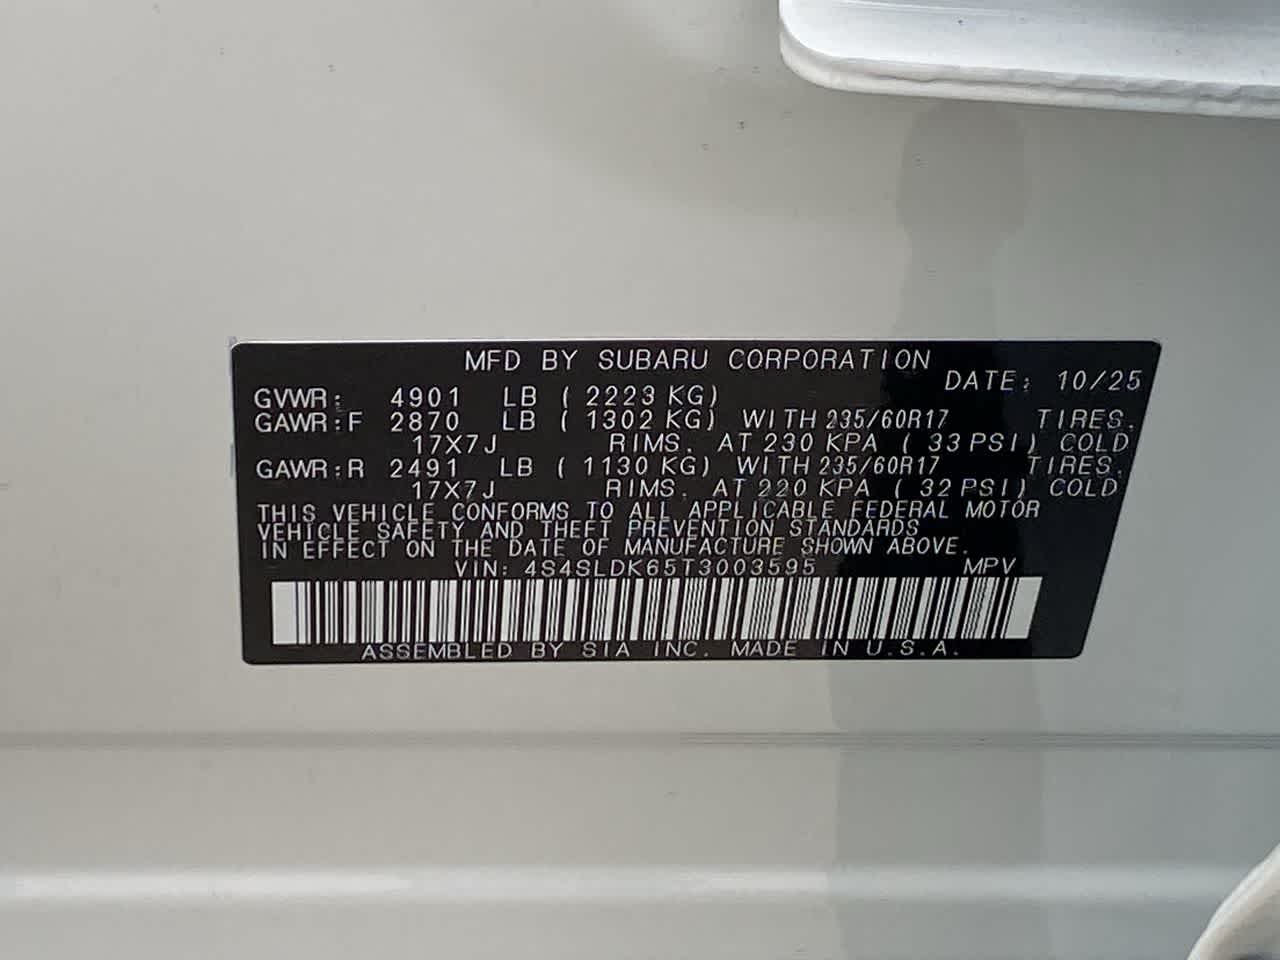 MFD BY SUBARU CORPORATION
DATE: 10/25
GVWR: 4901 LB ( 2223 KG)
GAWR:F 2870 LB ( 1302 KG) WITH 235/60R17 TIRES.
17X7J RIMS. AT 230 KPA ( 33 PSI) COLD
GAWR:R 2491 LB ( 1130 KG) WITH 235/60R17 TIRES.
17X7J RIMS. AT 220 KPA ( 32 PSI) COLD
THIS VEHICLE CONFORMS TO ALL APPLICABLE FEDERAL MOTOR
VEHICLE SAFETY AND THEFT PREVENTION STANDARDS
IN EFFECT ON THE DATE OF MANUFACTURE SHOWN ABOVE.
VIN: 4S4SLDK65T3003595 MPV
ASSEMBLED BY SIA INC. MADE IN U.S.A.